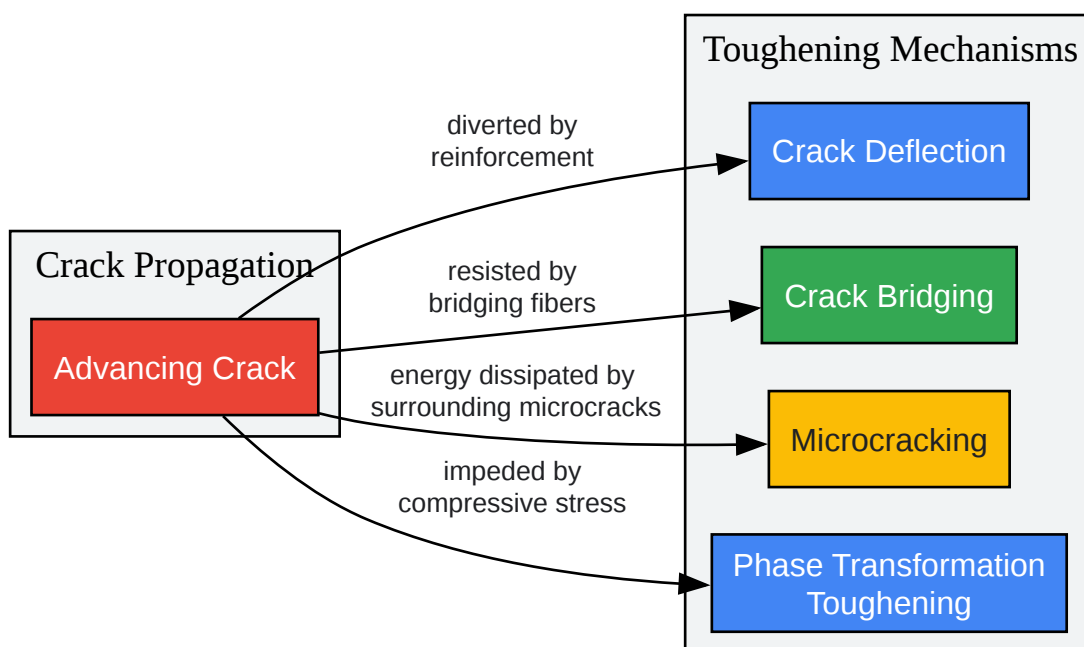 Toughening Mechanisms
diverted by
reinforcement
Crack Deflection
Crack Propagation
resisted by
bridging fibers
Crack Bridging
Advancing Crack
energy dissipated by
surrounding microcracks
Microcracking
impeded by
compressive stress
Phase Transformation
Toughening